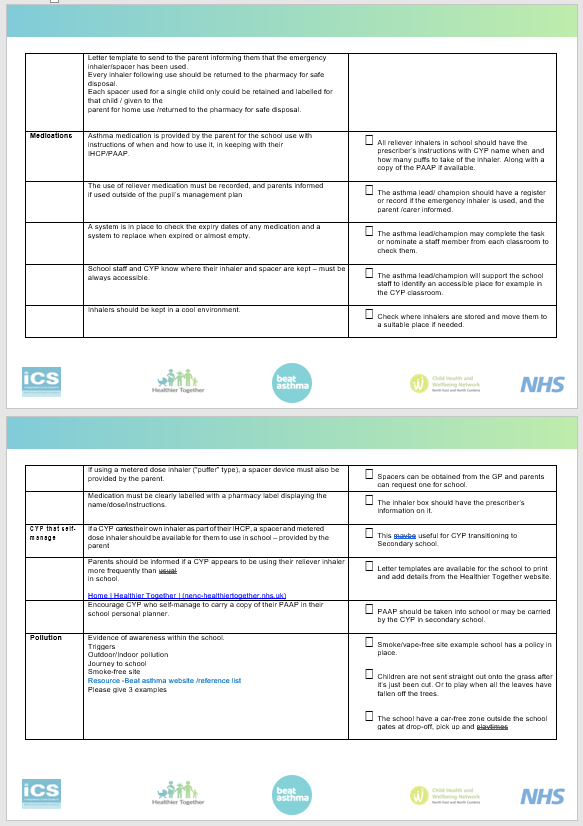 Letter template to send to the parent informing them that the emergency
inhaler/spacer has been used.
Every inhaler following use should be returned to the pharmacy for safe
disposal.
Each spacer used for a single child only could be retained and labelled for
that child / given to the
parent for home use /returned to the pharmacy for safe disposal.
Medications
Asthma medication is provided by the parent for the school use with
instructions of when and how to use it, in keeping with their
IHCP/PAAP.
All reliever inhalers in school should have the
prescriber's instructions with CYP name when and
how many puffs to take of the inhaler. Along with a
copy of the PAAP if available.
The use of reliever medication must be recorded, and parents informed
if used outside of the pupil's management plan
The asthma lead/ champion should have a register
or record if the emergency inhaler is used, and the
parent /carer informed.
A system is in place to check the expiry dates of any medication and a
system to replace when expired or almost empty.
The asthma lead/champion may complete the task
or nominate a staff member from each classroom to
check them.
School staff and CYP know where their inhaler and spacer are kept – must be
always accessible.
The asthma lead/champion will support the school
staff to identify an accessible place for example in
the CYP classroom.
Inhalers should be kept in a cool environment.
Check where inhalers are stored and move them to
a suitable place if needed.
iCS
Healthier Together
beat
asthma
Child Health and
Wellbeing Network
North East and North Cumbria
NHS
If using a metered dose inhaler ("puffer" type), a spacer device must also be
provided by the parent.
Spacers can be obtained from the GP and parents
can request one for school.
Medication must be clearly labelled with a pharmacy label displaying the
name/dose/instructions.
The inhaler box should have the prescriber's
information on it.
CYP that self-
manage
If a CYP carries their own inhaler as part of their IHCP, a spacer and metered
dose inhaler should be available for them to use in school – provided by the
parent
This maybe useful for CYP transitioning to
Secondary school.
Parents should be informed if a CYP appears to be using their reliever inhaler
more frequently than usual
in school.
Home | Healthier Together | (nenc-healthiertogether.nhs.uk)
Letter templates are available for the school to print
and add details from the Healthier Together website.
Encourage CYP who self-manage to carry a copy of their PAAP in their
school personal planner.
PAAP should be taken into school or may be carried
by the CYP in secondary school.
Pollution
Evidence of awareness within the school.
Triggers
Outdoor/Indoor pollution
Journey to school
Smoke-free site
Resource -Beat asthma website /reference list
Please give 3 examples
Smoke/vape-free site example school has a policy in
place.
Children are not sent straight out onto the grass after
it's just been cut. Or to play when all the leaves have
fallen off the trees.
The school have a car-free zone outside the school
gates at drop-off, pick up and playtimes
iCS
Healthier Together
beat
asthma
Child Health and
Wellbeing Network
North East and North Cumbria
NHS